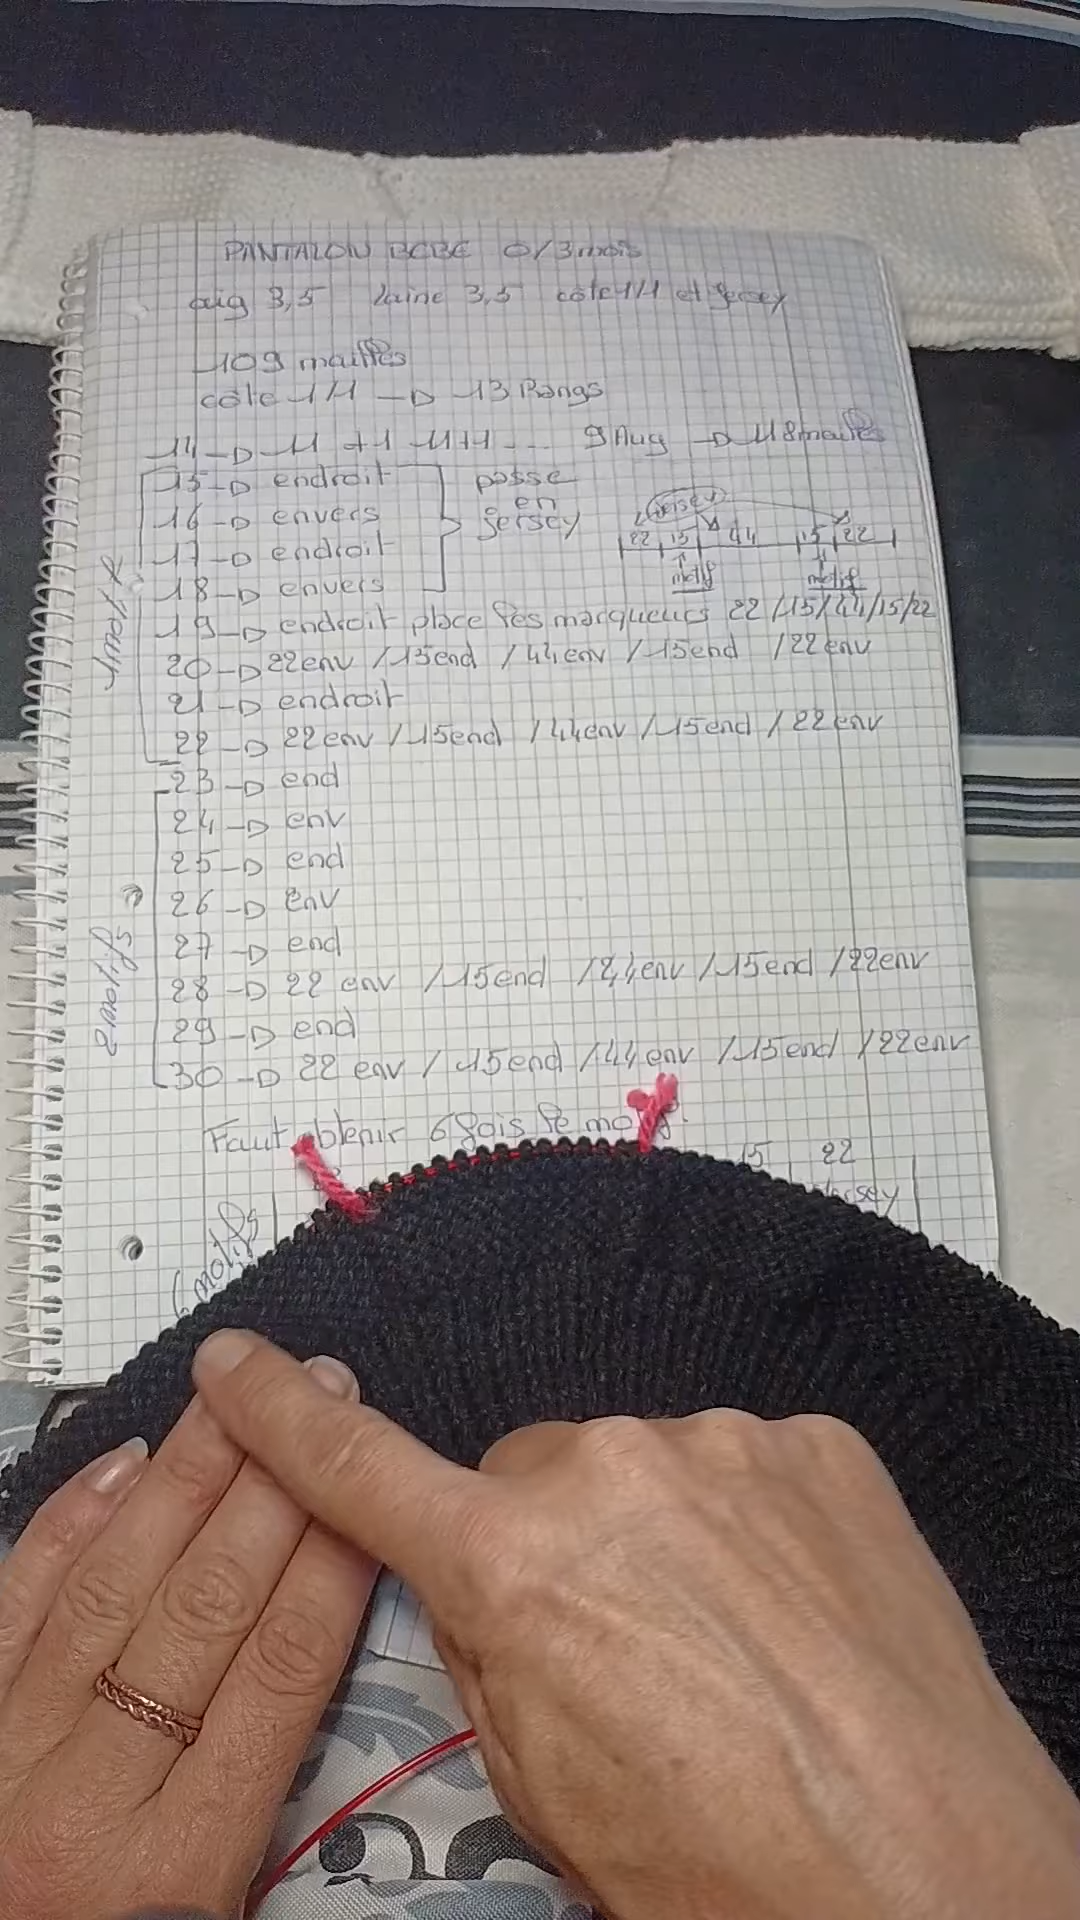 PANTALON BEBE 0/3 mois
aig 3,5 laine 3,5 côte 1/1 et jersey
109 mailles
côte 1/1 → 13 Rangs
14 → 11 +1 11+1 ... 9 Aug → 118 mailles
15 → endroit passe
16 → envers en
17 → endroit jersey
18 → envers
jersey
22 15 44 15 22
motif motif
19 → endroit place les marqueurs 22/15/44/15/22
20 → 22env /15end /44env /15end /22env
21 → endroit
22 → 22env /15end /44env /15end /22env
23 → end
24 → env
25 → end
26 → env
27 → end
28 → 22 env /15end /44env /15end /22env
29 → end
30 → 22 env / 15end /44env /15end /22env
2 motifs
Faut obtenir 6 fois le mo
15 22
jersey
6 motifs